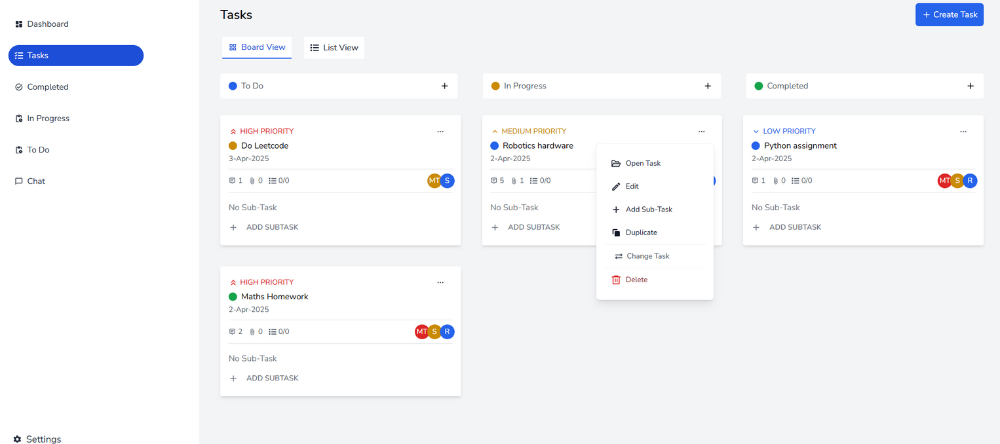 Dashboard
Tasks
Completed
In Progress
To Do
Chat
Settings
Tasks
+ Create Task
Board View
List View
To Do
+
In Progress
+
Completed
+
HIGH PRIORITY
...
Do Leetcode
3-Apr-2025
1 0 0/0
MT S
No Sub-Task
+ ADD SUBTASK
HIGH PRIORITY
...
Maths Homework
2-Apr-2025
2 0 0/0
MT S R
No Sub-Task
+ ADD SUBTASK
MEDIUM PRIORITY
...
Robotics hardware
2-Apr-2025
5 1 0/0
No Sub-Task
+ ADD SUBTASK
Open Task
Edit
+ Add Sub-Task
Duplicate
Change Task
Delete
LOW PRIORITY
...
Python assignment
2-Apr-2025
1 0 0/0
MT S R
No Sub-Task
+ ADD SUBTASK